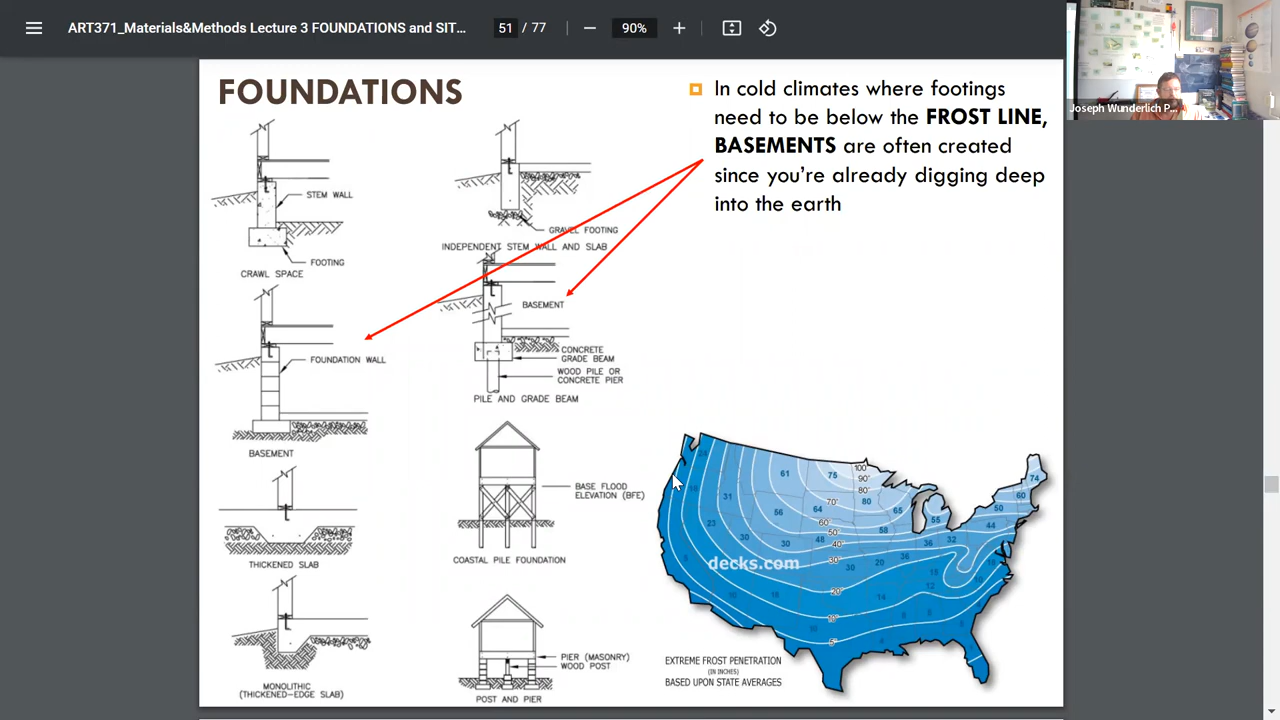 ART371_Materials&Methods Lecture 3 FOUNDATIONS and SIT...
51 / 77
90%
Joseph Wunderlich P...
FOUNDATIONS
In cold climates where footings
need to be below the FROST LINE,
BASEMENTS are often created
since you're already digging deep
into the earth
STEM WALL
FOOTING
CRAWL SPACE
GRAVEL FOOTING
INDEPENDENT STEM WALL AND SLAB
FOUNDATION WALL
BASEMENT
BASEMENT
CONCRETE
GRADE BEAM
WOOD PILE OR
CONCRETE PIER
PILE AND GRADE BEAM
THICKENED SLAB
BASE FLOOD
ELEVATION (BFE)
COASTAL PILE FOUNDATION
MONOLITHIC
(THICKENED-EDGE SLAB)
PIER (MASONRY)
WOOD POST
POST AND PIER
100"
90"
80"
70"
60"
50"
40"
30"
20"
10"
5"
61
75
80
74
60
50
44
31
56
64
65
55
58
23
30
30
48
36
32
36
30
20
decks.com
EXTREME FROST PENETRATION
(IN INCHES)
BASED UPON STATE AVERAGES